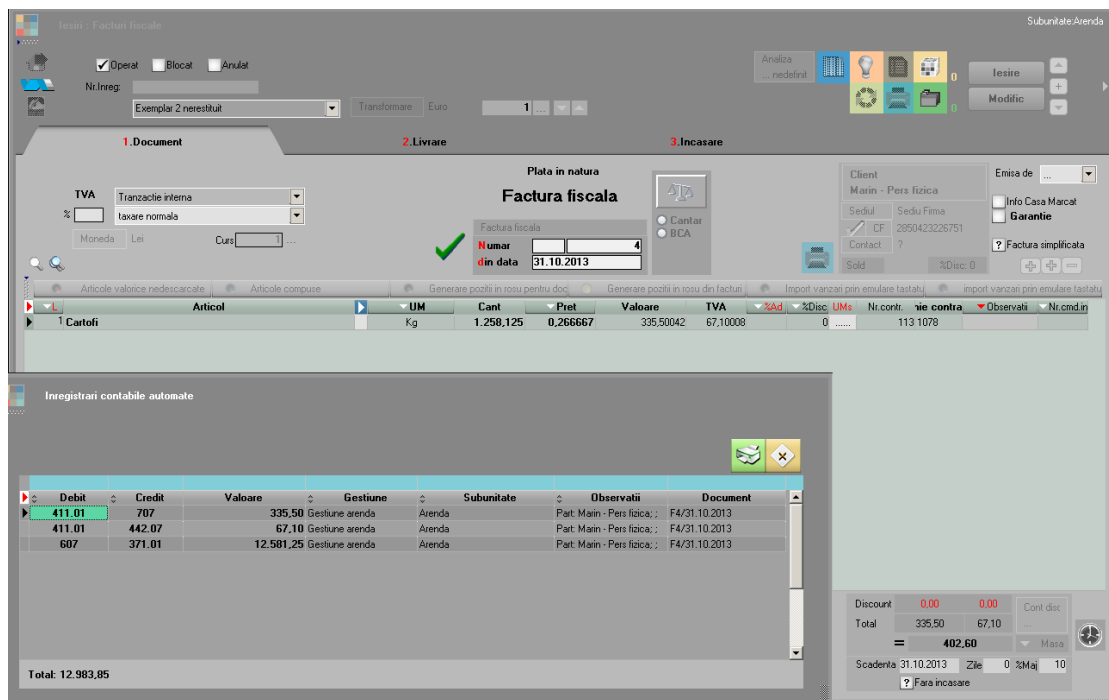 Iesiri : Facturi fiscale
Subunitate:Arenda
Operat Blocat Anulat
Nr.Inreg:
Exemplar 2 nerestituit Transformare Euro 1 ...
Analiza
... nedefinit
0
0
Iesire
Modific
1.Document 2.Livrare 3.Incasare
Plata in natura
Factura fiscala
TVA Tranzactie interna
% taxare normala
Moneda Lei Curs 1 ...
Factura fiscala
Numar 4
din data 31.10.2013
Cantar
BCA
Client
Marin - Pers fizica
Sediul Sediu Firma
CF 2850423226751
Contact ?
Sold %Disc: 0
Emisa de ...
Info Casa Marcat
Garantie
? Factura simplificata
Articole valorice nedescarcate Articole compuse Generare pozitii in rosu pentru doc Generare pozitii in rosu din facturi Import vanzari prin emulare tastatu import vanzari prin emulare tastatu
L Articol UM Cant Pret Valoare TVA %Ad %Disc UMs Nr.contr. nie contra Observatii Nr.cmd.in
1 Cartofi Kg 1.258,125 0,266667 335,50042 67,10008 0 ...... 113 1078
Inregistrari contabile automate
Debit Credit Valoare Gestiune Subunitate Observatii Document
411.01 707 335,50 Gestiune arenda Arenda Part: Marin - Pers fizica; ; F4/31.10.2013
411.01 442.07 67,10 Gestiune arenda Arenda Part: Marin - Pers fizica; ; F4/31.10.2013
607 371.01 12.581,25 Gestiune arenda Arenda Part: Marin - Pers fizica; ; F4/31.10.2013
Total: 12.983,85
Discount 0,00 0,00 Cont disc
...
Total 335,50 67,10
= 402,60 Masa
Scadenta 31.10.2013 Zile 0 %Maj 10
? Fara incasare